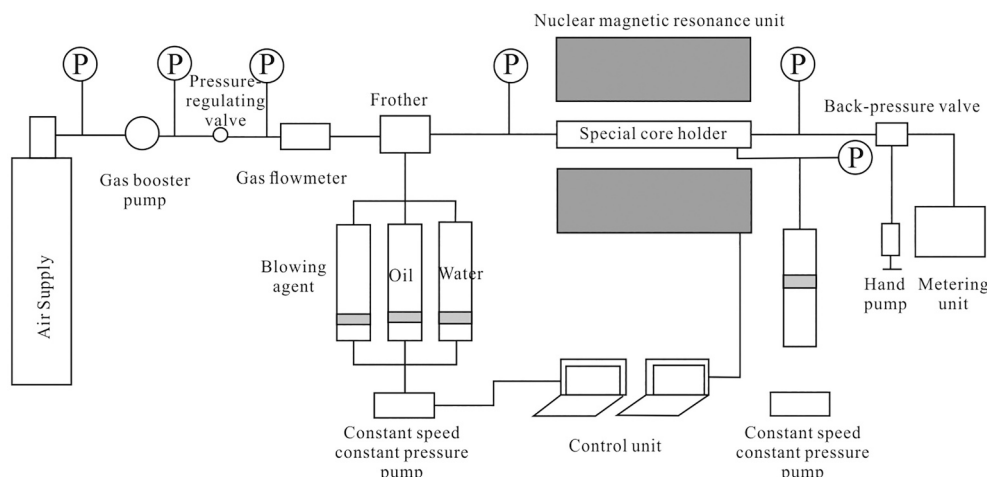 Nuclear magnetic resonance unit
P
P
P
P
P
Pressure-
regulating
valve
Frother
Back-pressure valve
Special core holder
P
Gas booster
pump
Gas flowmeter
Air Supply
Blowing
agent
Oil
Water
Hand
pump
Metering
unit
Constant speed
constant pressure
pump
Control unit
Constant speed
constant pressure
pump